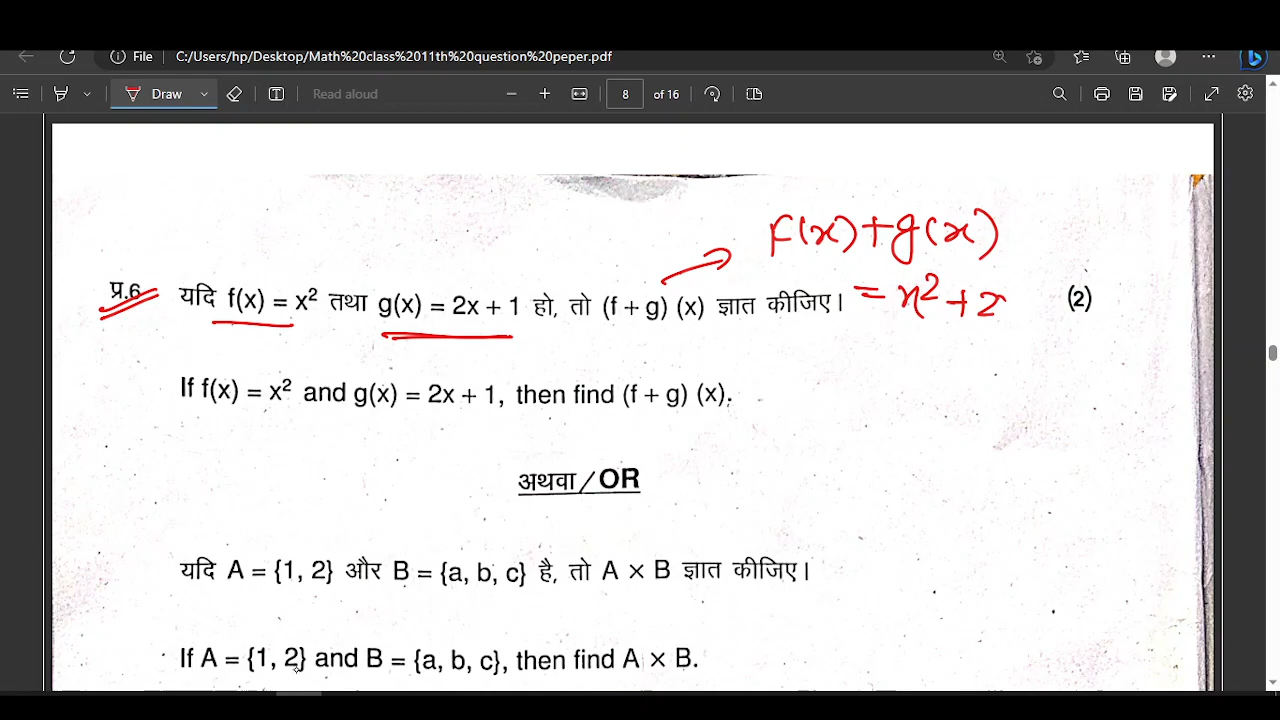 File C:/Users/hp/Desktop/Math%20class%2011th%20question%20peper.pdf
Draw Read aloud 8 of 16
f(x)+g(x)
प्र.6 यदि f(x) = x² तथा g(x) = 2x + 1 हो, तो (f + g) (x) ज्ञात कीजिए। = x² + 2 (2)
If f(x) = x² and g(x) = 2x + 1, then find (f + g) (x).
अथवा/OR
यदि A = {1, 2} और B = {a, b, c} है, तो A × B ज्ञात कीजिए।
If A = {1, 2} and B = {a, b, c}, then find A × B.